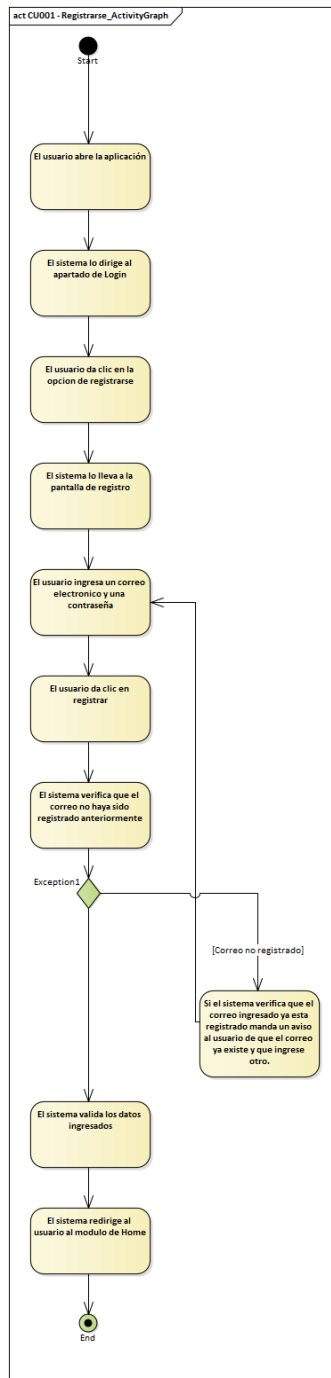 act CU001 - Registrarse_ActivityGraph
Start
El usuario abre la aplicación
El sistema lo dirige al
apartado de Login
El usuario da clic en la
opcion de registrarse
El sistema lo lleva a la
pantalla de registro
El usuario ingresa un correo
electronico y una
contraseña
El usuario da clic en
registrar
El sistema verifica que el
correo no haya sido
registrado anteriormente
Exception1
[Correo no registrado]
Si el sistema verifica que el
correo ingresado ya esta
registrado manda un aviso
al usuario de que el correo
ya existe y que ingrese
otro.
El sistema valida los datos
ingresados
El sistema redirige al
usuario al modulo de Home
End